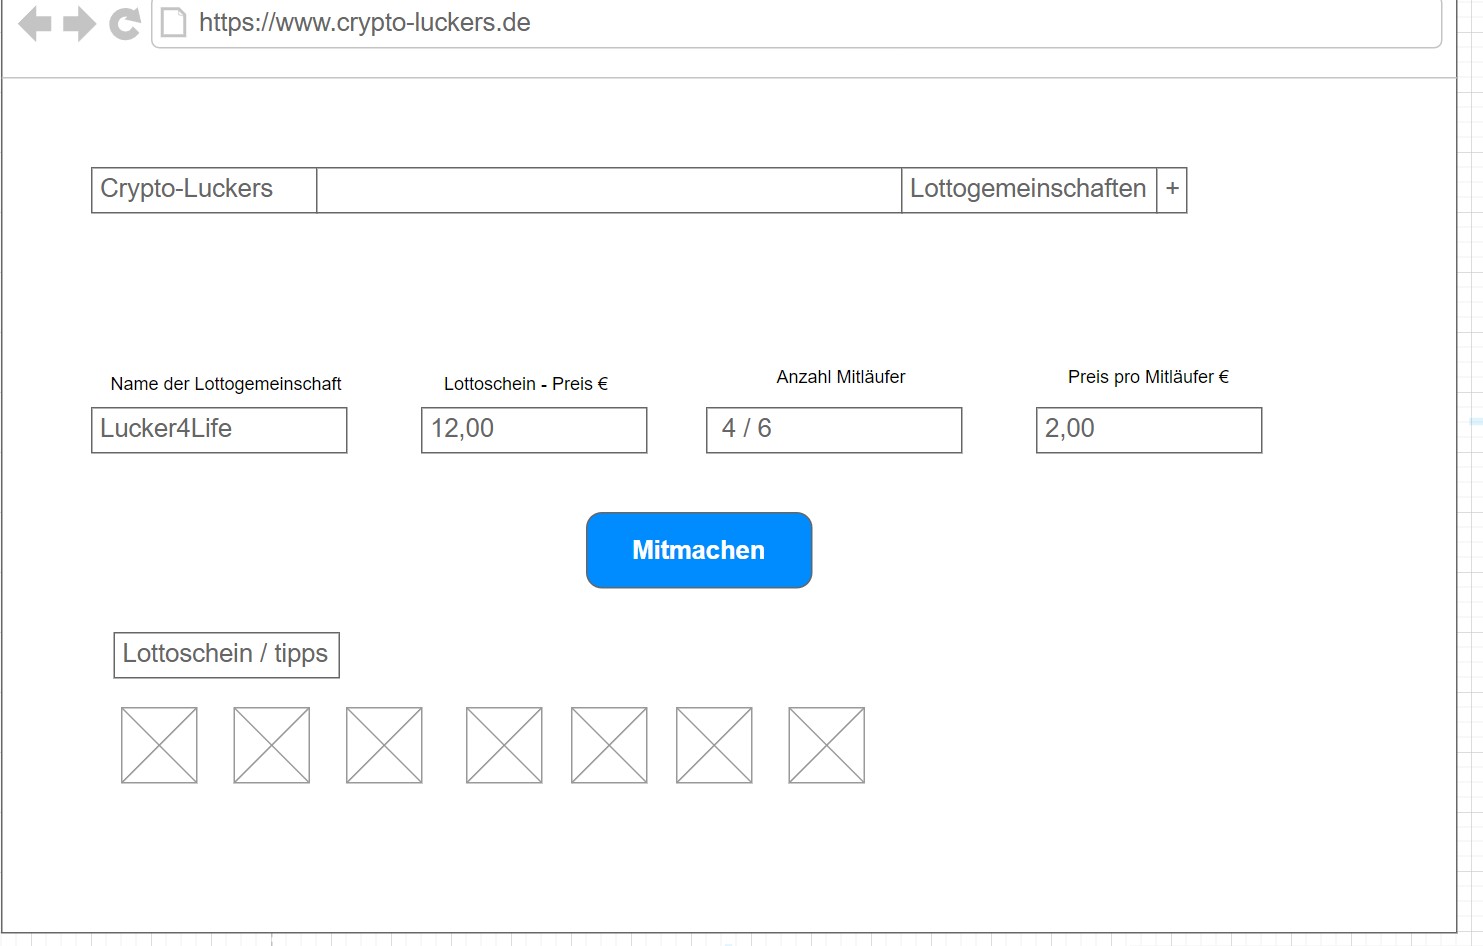 https://www.crypto-luckers.de
Crypto-Luckers
Lottogemeinschaften
+
Name der Lottogemeinschaft
Lottoschein - Preis €
Anzahl Mitläufer
Preis pro Mitläufer €
Lucker4Life
12,00
4 / 6
2,00
Mitmachen
Lottoschein / tipps